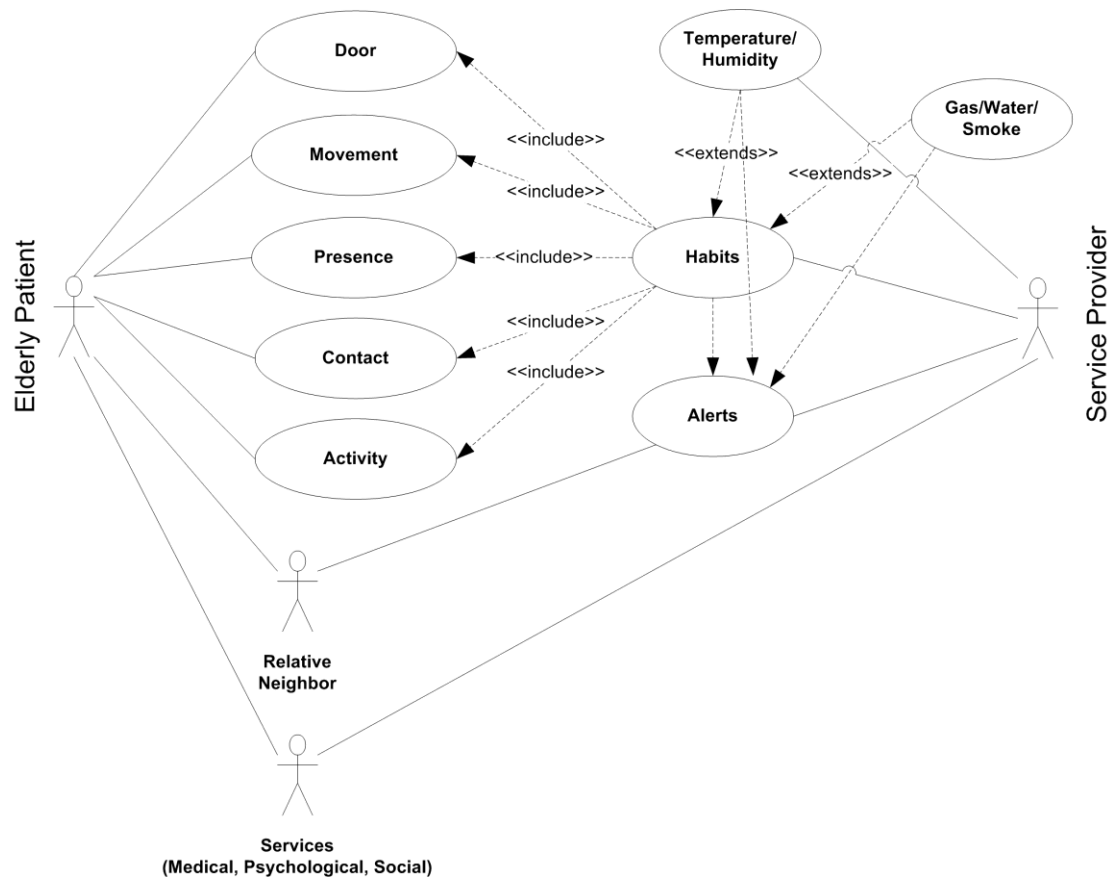 Door
Temperature/
Humidity
Gas/Water/
Smoke
<<include>>
Movement
<<extends>>
<<extends>>
<<include>>
Elderly Patient
Presence
<<include>>
Habits
Service Provider
<<include>>
Contact
<<include>>
Alerts
Activity
Relative
Neighbor
Services
(Medical, Psychological, Social)